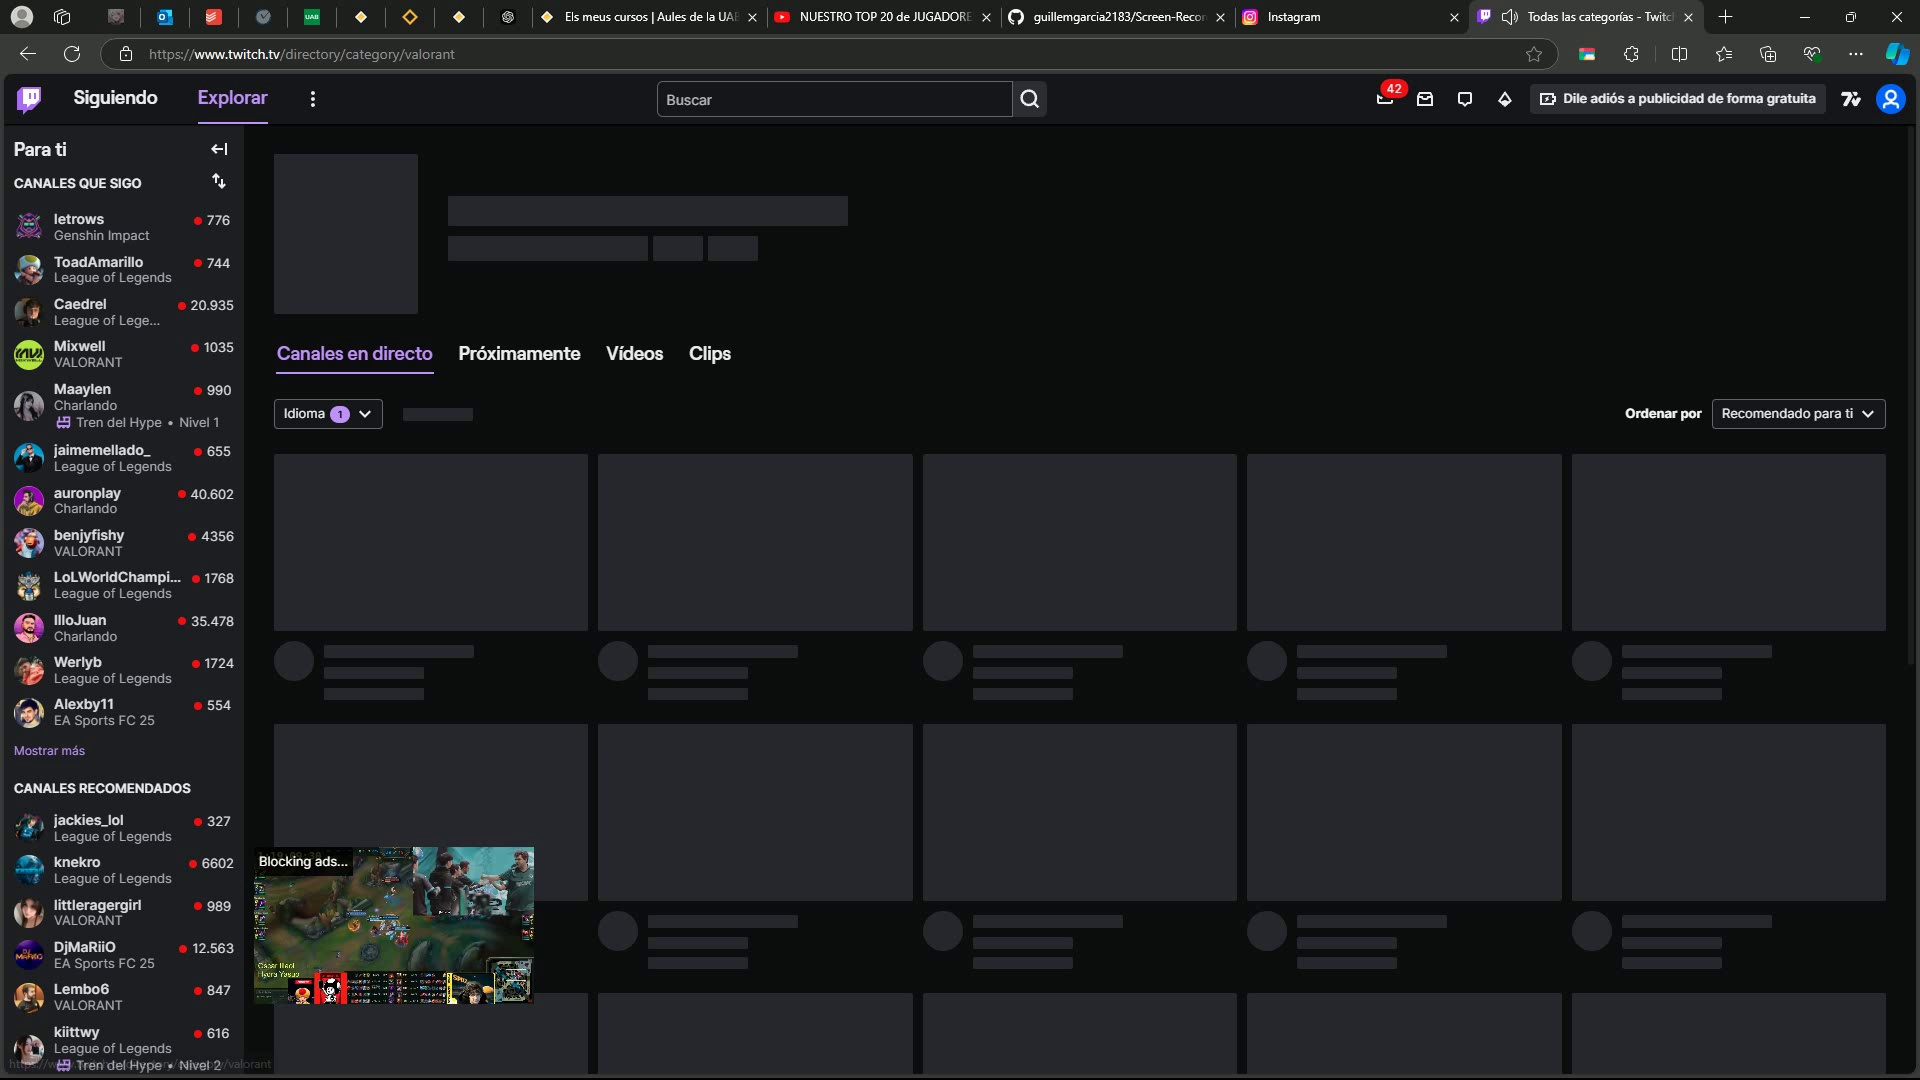 Els meus cursos | Aules de la UAB
NUESTRO TOP 20 de JUGADORE
guillemgarcia2183/Screen-Recor
Instagram
Todas las categorías - Twitc
https://www.twitch.tv/directory/category/valorant
Siguiendo
Explorar
Buscar
42
Dile adiós a publicidad de forma gratuita
Para ti
CANALES QUE SIGO
letrows 776
Genshin Impact
ToadAmarillo 744
League of Legends
Caedrel 20.935
League of Lege...
Mixwell 1035
VALORANT
Maaylen 990
Charlando
Tren del Hype • Nivel 1
jaimemellado_ 655
League of Legends
auronplay 40.602
Charlando
benjyfishy 4356
VALORANT
LoLWorldChampi... 1768
League of Legends
IlloJuan 35.478
Charlando
Werlyb 1724
League of Legends
Alexby11 554
EA Sports FC 25
Mostrar más
CANALES RECOMENDADOS
jackies_lol 327
League of Legends
knekro 6602
League of Legends
littleragergirl 989
VALORANT
DjMaRiiO 12.563
EA Sports FC 25
Lembo6 847
VALORANT
kiittwy 616
League of Legends
Tren del Hype • Nivel 2
Canales en directo
Próximamente
Vídeos
Clips
Idioma 1
Ordenar por
Recomendado para ti
Blocking ads...